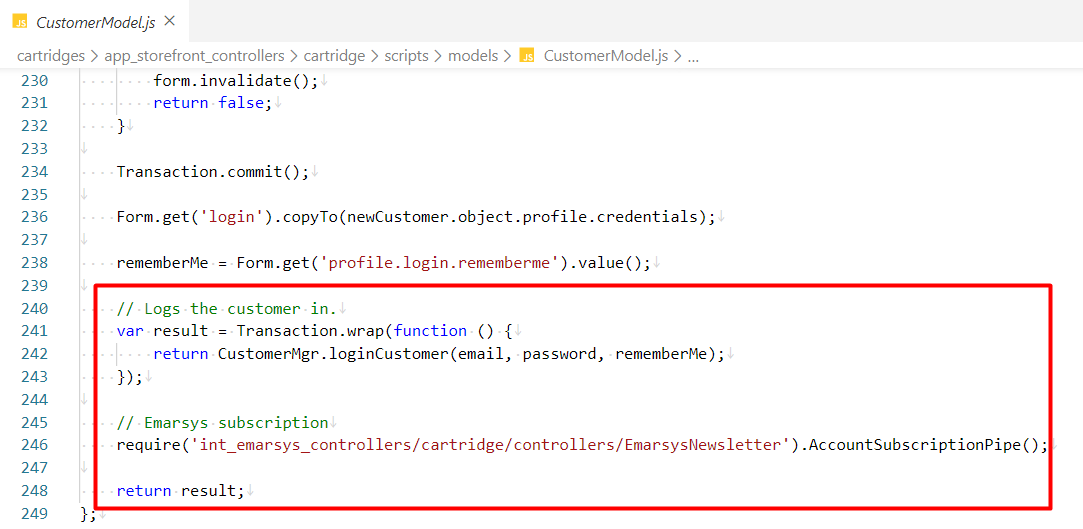 JS CustomerModel.js ×
cartridges > app_storefront_controllers > cartridge > scripts > models > JS CustomerModel.js > ...
230         form.invalidate();↓
231         return false;↓
232     }↓
233 ↓
234     Transaction.commit();↓
235 ↓
236     Form.get('login').copyTo(newCustomer.object.profile.credentials);↓
237 ↓
238     rememberMe = Form.get('profile.login.rememberme').value();↓
239 ↓
240     // Logs the customer in.↓
241     var result = Transaction.wrap(function () {↓
242         return CustomerMgr.loginCustomer(email, password, rememberMe);↓
243     });↓
244 ↓
245     // Emarsys subscription↓
246     require('int_emarsys_controllers/cartridge/controllers/EmarsysNewsletter').AccountSubscriptionPipe();↓
247 ↓
248     return result;↓
249 };↓